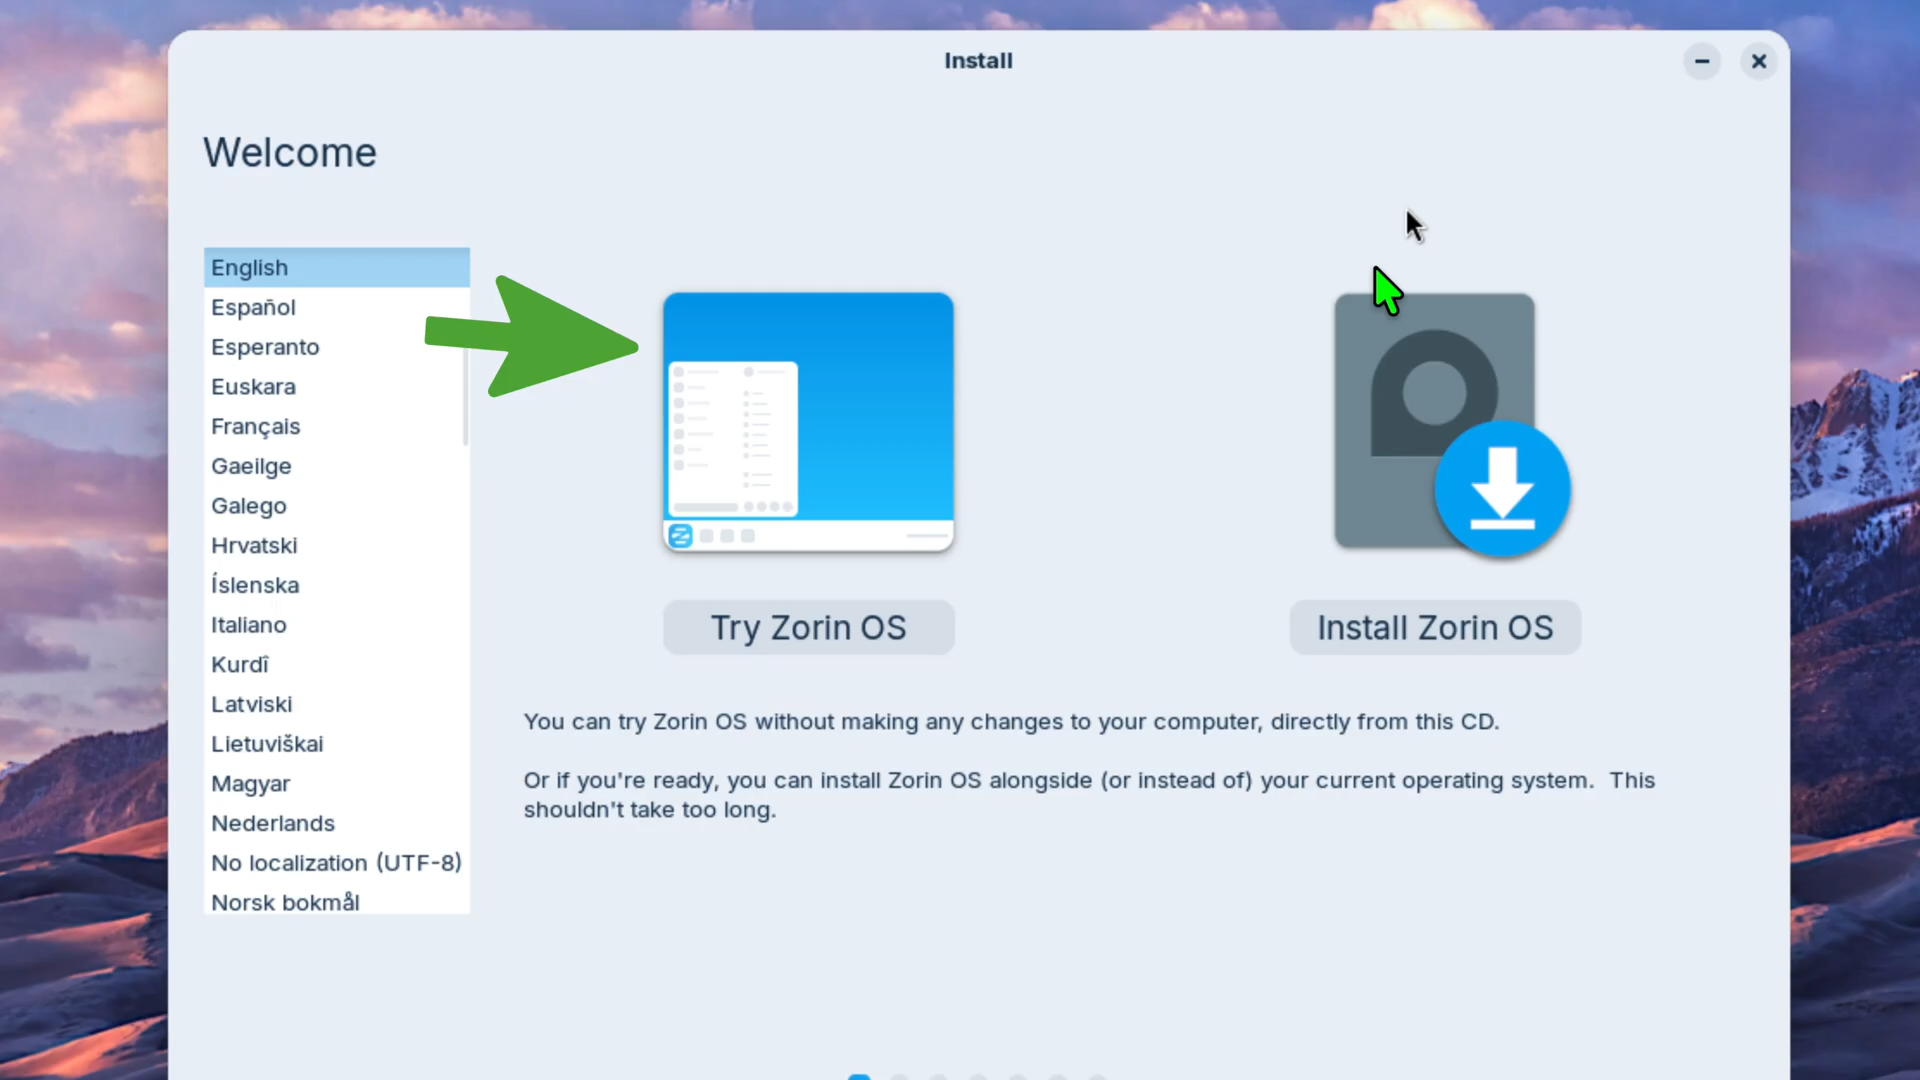 Install
Welcome
English
Español
Esperanto
Euskara
Français
Gaeilge
Galego
Hrvatski
Íslenska
Italiano
Kurdî
Latviski
Lietuviškai
Magyar
Nederlands
No localization (UTF-8)
Norsk bokmål
Try Zorin OS
Install Zorin OS
You can try Zorin OS without making any changes to your computer, directly from this CD.
Or if you're ready, you can install Zorin OS alongside (or instead of) your current operating system.  This
shouldn't take too long.